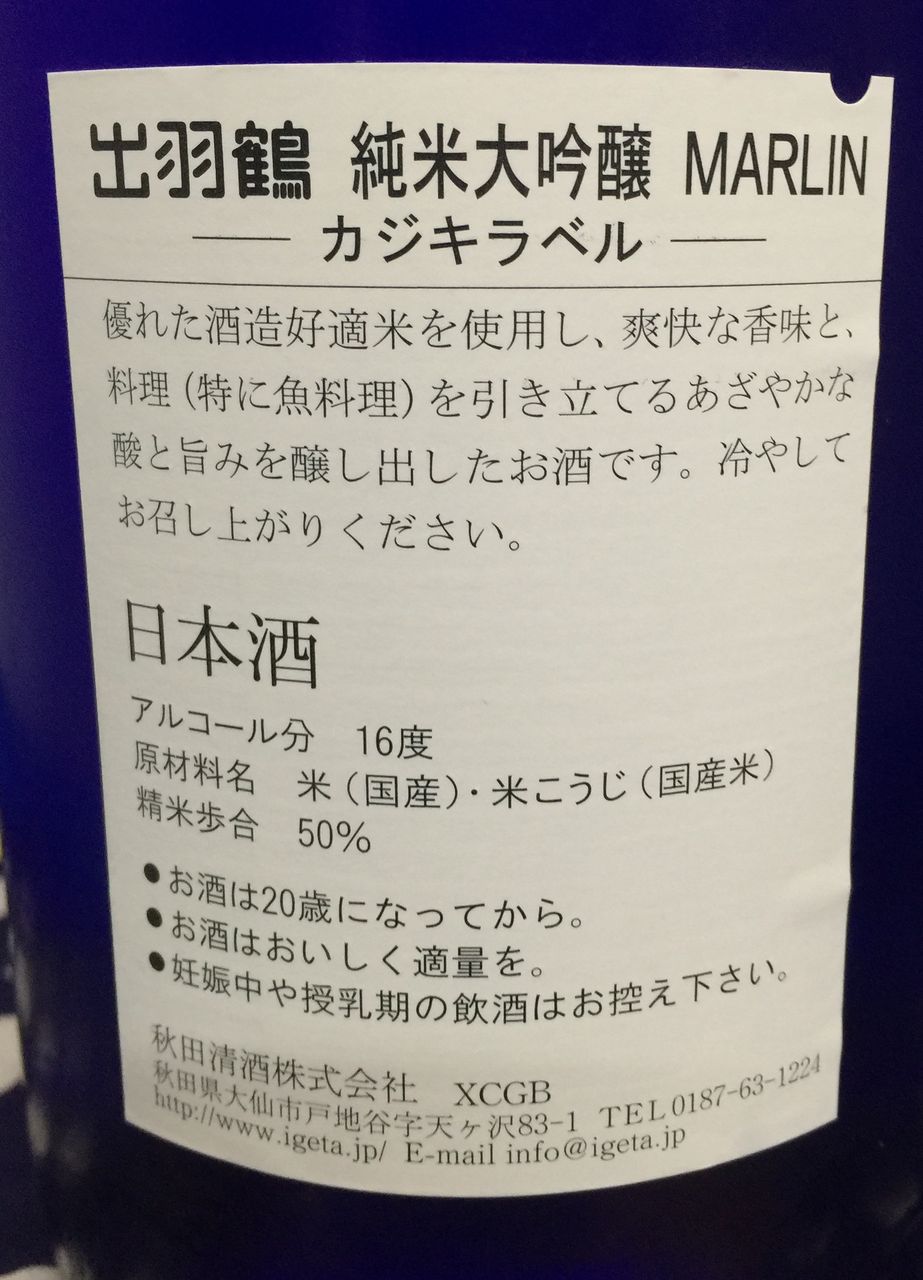 出羽鶴 純米大吟醸 MARLIN
カジキラベル
優れた酒造好適米を使用し、爽快な香味と、
料理(特に魚料理)を引き立てるあざやかな
酸と旨みを醸し出したお酒です。冷やして
お召し上がりください。
日本酒
アルコール分 16度
原材料名 米(国産)・米こうじ(国産米)
精米歩合 50%
●お酒は20歳になってから。
●お酒はおいしく適量を。
●妊娠中や授乳期の飲酒はお控え下さい。
秋田清酒株式会社 XCGB
秋田県大仙市戸地谷字天ヶ沢83-1 TEL0187-63-1224
http://www.igeta.jp/ E-mail info@igeta.jp